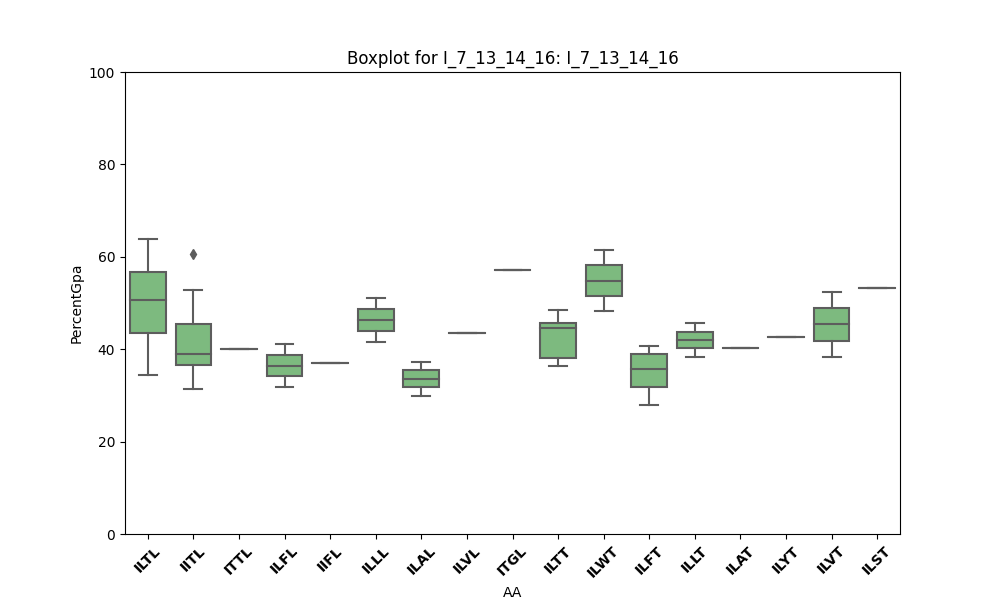 Boxplot for I_7_13_14_16: I_7_13_14_16
100
80
60
40
20
0
PercentGpa
ILTL IITL ITTL ILFL IIFL ILLL ILAL ILVL ITGL ILTT ILWT ILFT ILLT ILAT ILYT ILVT ILST
AA